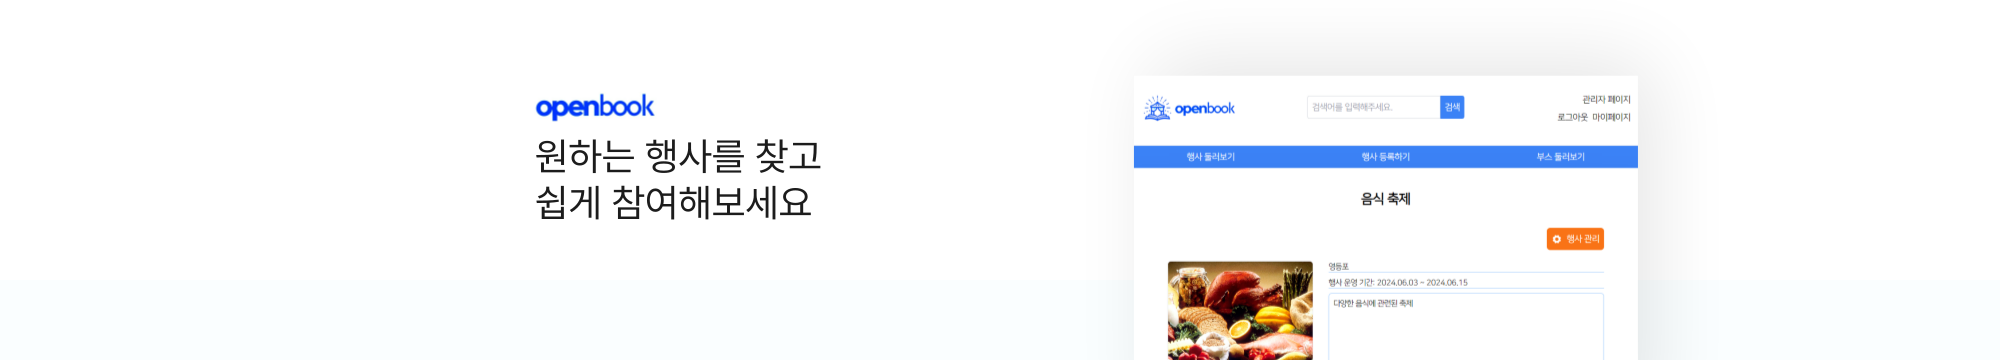 openbook
원하는 행사를 찾고
쉽게 참여해보세요
openbook
검색어를 입력해주세요.
검색
관리자 페이지
로그아웃 마이페이지
행사 둘러보기
행사 등록하기
부스 둘러보기
음식 축제
행사 관리
영등포
행사 운영 기간: 2024.06.03 ~ 2024.06.15
다양한 음식에 관련된 축제